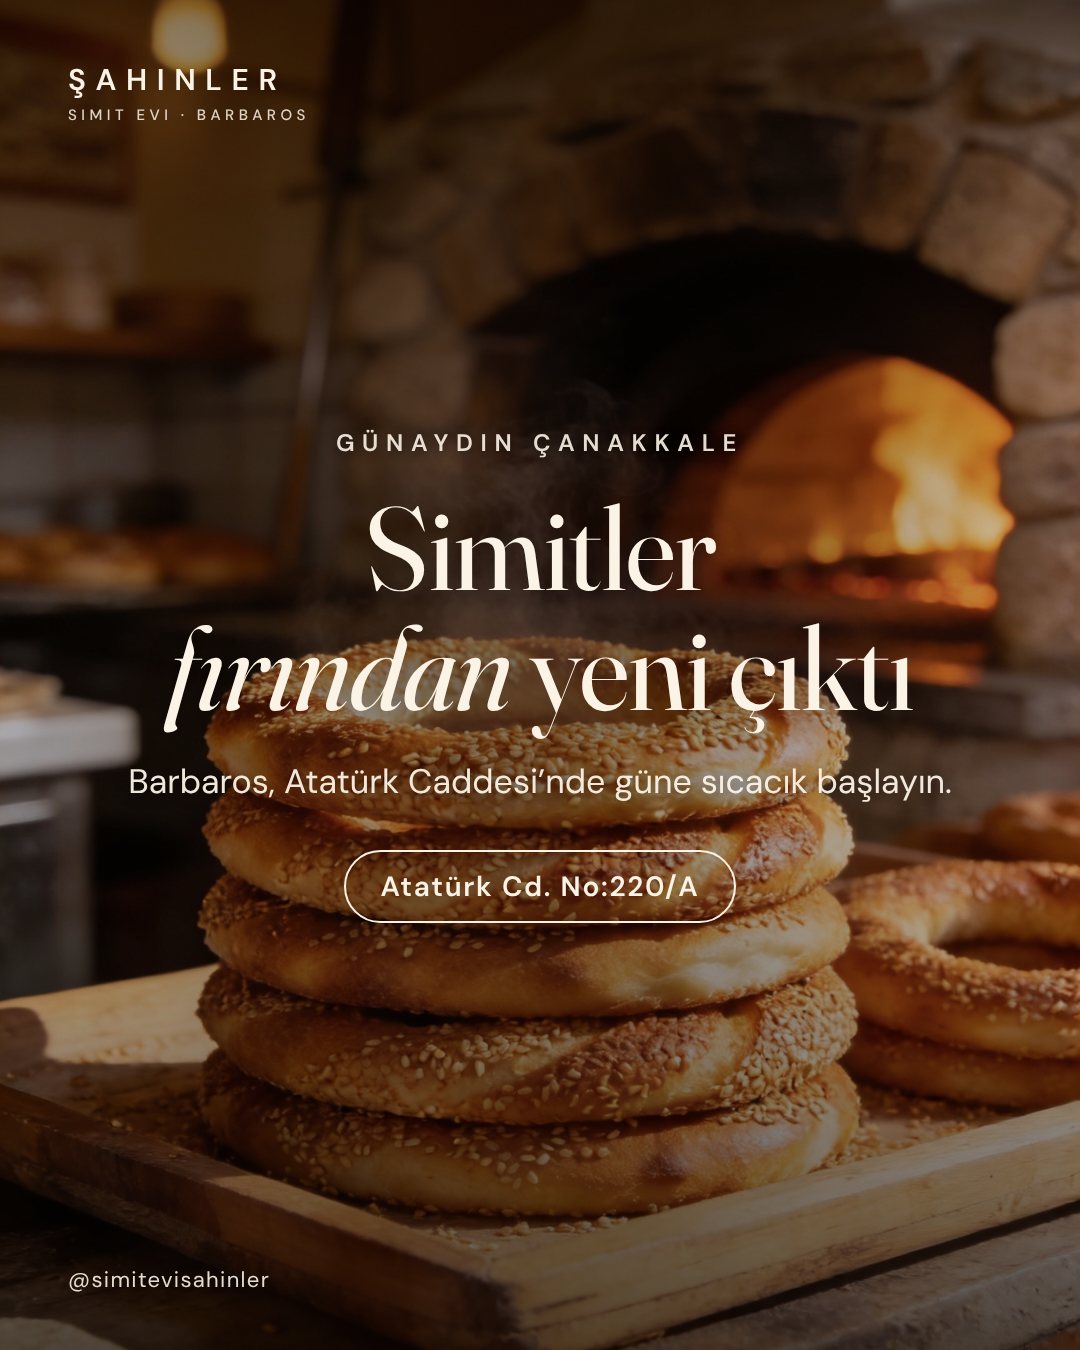 ŞAHINLER
SIMIT EVI · BARBAROS
GÜNAYDIN ÇANAKKALE
Simitler
fırından yeni çıktı
Barbaros, Atatürk Caddesi’nde güne sıcacık başlayın.
Atatürk Cd. No:220/A
@simitevisahinler